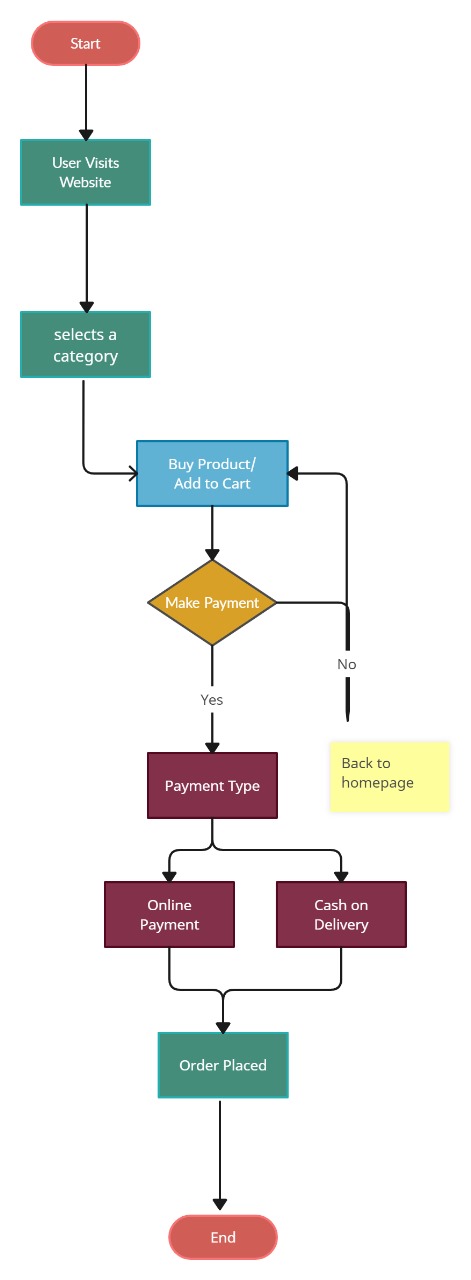 Start
User Visits
Website
selects a
category
Buy Product/
Add to Cart
Make Payment
No
Yes
Back to
homepage
Payment Type
Online
Payment
Cash on
Delivery
Order Placed
End